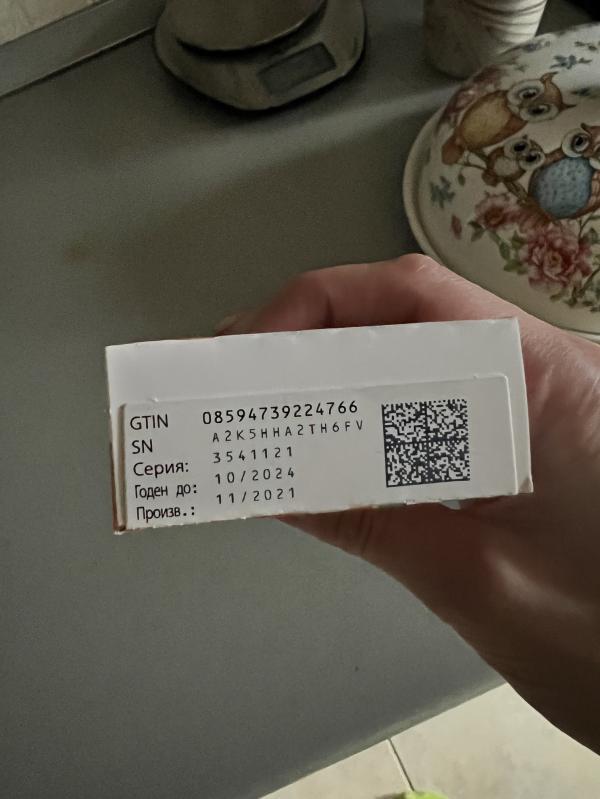 GTIN 08594739224766
SN A2K5HHA2TH6FV
Серия: 3541121
Годен до: 10/2024
Произв.: 11/2021